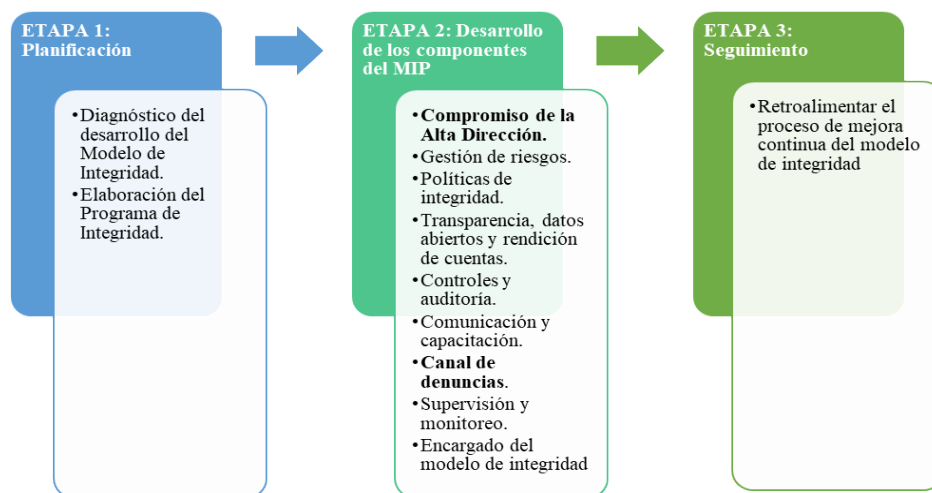 ETAPA 1:
Planificación
•Diagnóstico del
desarrollo del
Modelo de
Integridad.
•Elaboración del
Programa de
Integridad.
ETAPA 2: Desarrollo
de los componentes
del MIP
•Compromiso de la
Alta Dirección.
•Gestión de riesgos.
•Políticas de
integridad.
•Transparencia, datos
abiertos y rendición
de cuentas.
•Controles y
auditoría.
•Comunicación y
capacitación.
•Canal de
denuncias.
•Supervisión y
monitoreo.
•Encargado del
modelo de integridad
ETAPA 3:
Seguimiento
•Retroalimentar el
proceso de mejora
continua del modelo
de integridad